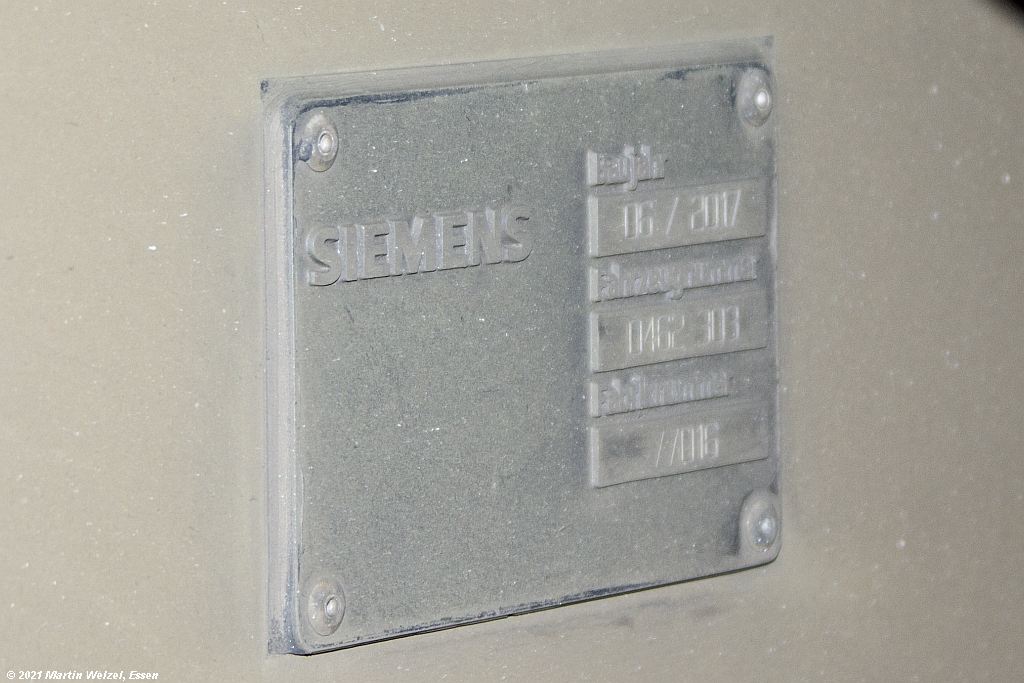 SIEMENS
Baujahr
06 / 2017
Fahrzeugnummer
0462 303
Fabriknummer
© 2021 Martin Welzel, Essen